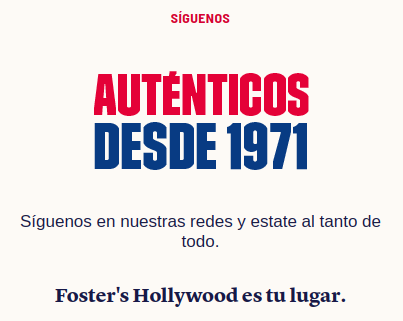 SÍGUENOS
AUTÉNTICOS
DESDE 1971
Síguenos en nuestras redes y estate al tanto de
todo.
Foster's Hollywood es tu lugar.